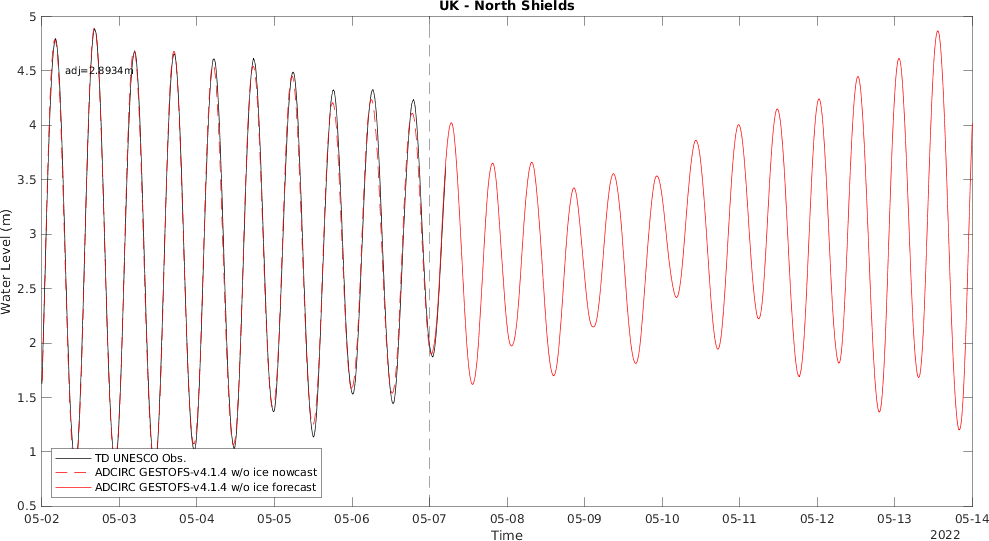 UK - North Shields
5
4.5
4
3.5
3
2.5
2
1.5
1
0.5
Water Level (m)
adj=2.8934m
TD UNESCO Obs.
ADCIRC GESTOFS-v4.1.4 w/o ice nowcast
ADCIRC GESTOFS-v4.1.4 w/o ice forecast
05-02 05-03 05-04 05-05 05-06 05-07 05-08 05-09 05-10 05-11 05-12 05-13 05-14
Time
2022